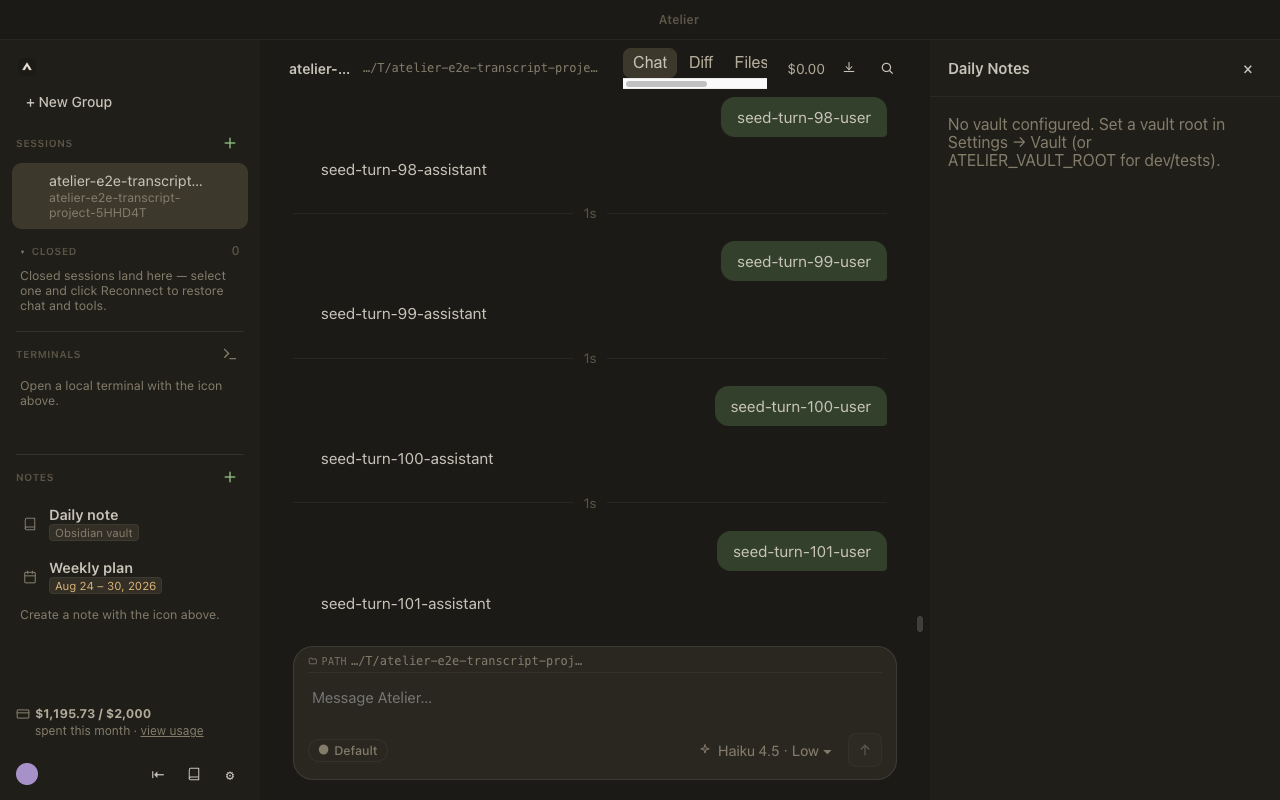 Atelier
+ New Group
SESSIONS
atelier-e2e-transcript...
atelier-e2e-transcript-
project-5HHD4T
CLOSED 0
Closed sessions land here — select
one and click Reconnect to restore
chat and tools.
TERMINALS
Open a local terminal with the icon
above.
NOTES
Daily note
Obsidian vault
Weekly plan
Aug 24 – 30, 2026
Create a note with the icon above.
$1,195.73 / $2,000
spent this month · view usage
atelier-... …/T/atelier-e2e-transcript-proje…
Chat Diff Files
$0.00
seed-turn-98-user
seed-turn-98-assistant
1s
seed-turn-99-user
seed-turn-99-assistant
1s
seed-turn-100-user
seed-turn-100-assistant
1s
seed-turn-101-user
seed-turn-101-assistant
PATH …/T/atelier-e2e-transcript-proj…
Message Atelier...
Default
Haiku 4.5 · Low
Daily Notes
No vault configured. Set a vault root in
Settings → Vault (or
ATELIER_VAULT_ROOT for dev/tests).